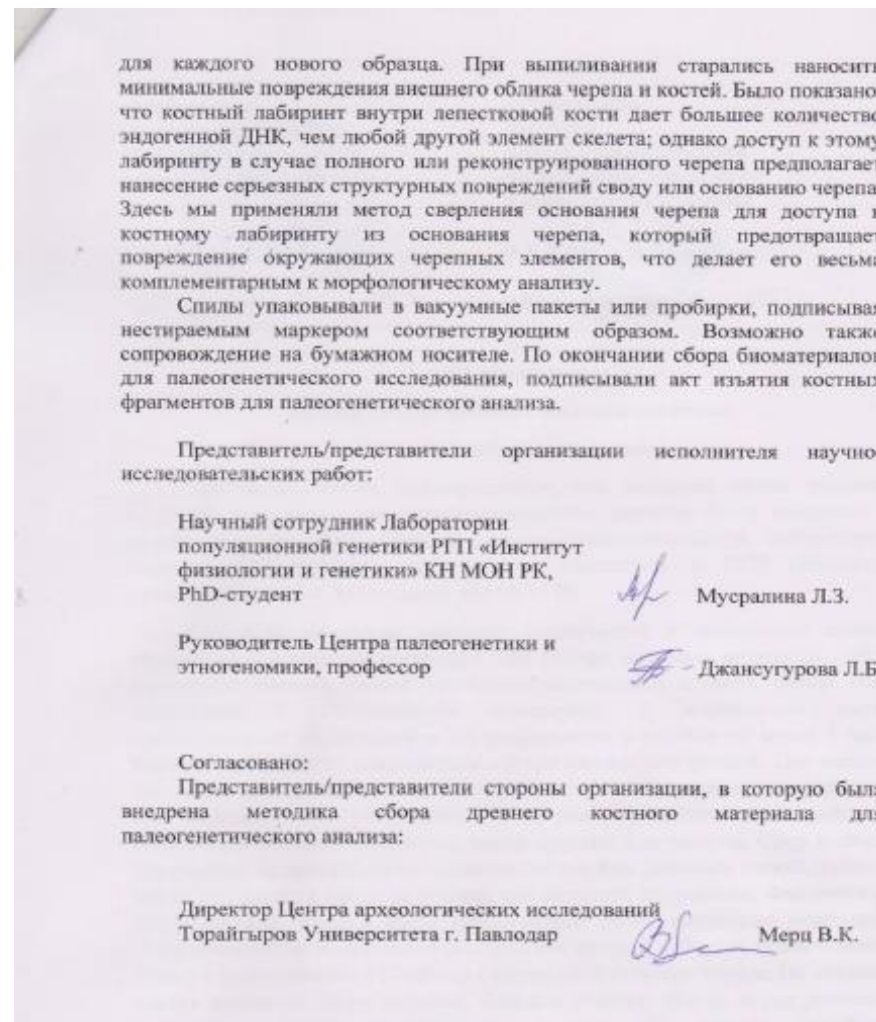 для каждого нового образца. При выпиливании старались наносить
минимальные повреждения внешнего облика черепа и костей. Было показано,
что костный лабиринт внутри лепестковой кости дает большее количество
эндогенной ДНК, чем любой другой элемент скелета; однако доступ к этому
лабиринту в случае полного или реконструированного черепа предполагает
нанесение серьезных структурных повреждений своду или основанию черепа.
Здесь мы применяли метод сверления основания черепа для доступа к
костному лабиринту из основания черепа, который предотвращает
повреждение окружающих черепных элементов, что делает его весьма
комплементарным к морфологическому анализу.
Спилы упаковывали в вакуумные пакеты или пробирки, подписывая
нестираемым маркером соответствующим образом. Возможно также
сопровождение на бумажном носителе. По окончании сбора биоматериалов
для палеогенетического исследования, подписывали акт изъятия костных
фрагментов для палеогенетического анализа.
Представитель/представители организации исполнителя научно-
исследовательских работ:
Научный сотрудник Лаборатории
популяционной генетики РГП «Институт
физиологии и генетики» КН МОН РК,
PhD-студент Мусралина Л.З.
Руководитель Центра палеогенетики и
этногеномики, профессор Джансугурова Л.Б
Согласовано:
Представитель/представители стороны организации, в которую была
внедрена методика сбора древнего костного материала для
палеогенетического анализа:
Директор Центра археологических исследований
Торайгыров Университета г. Павлодар Мерц В.К.